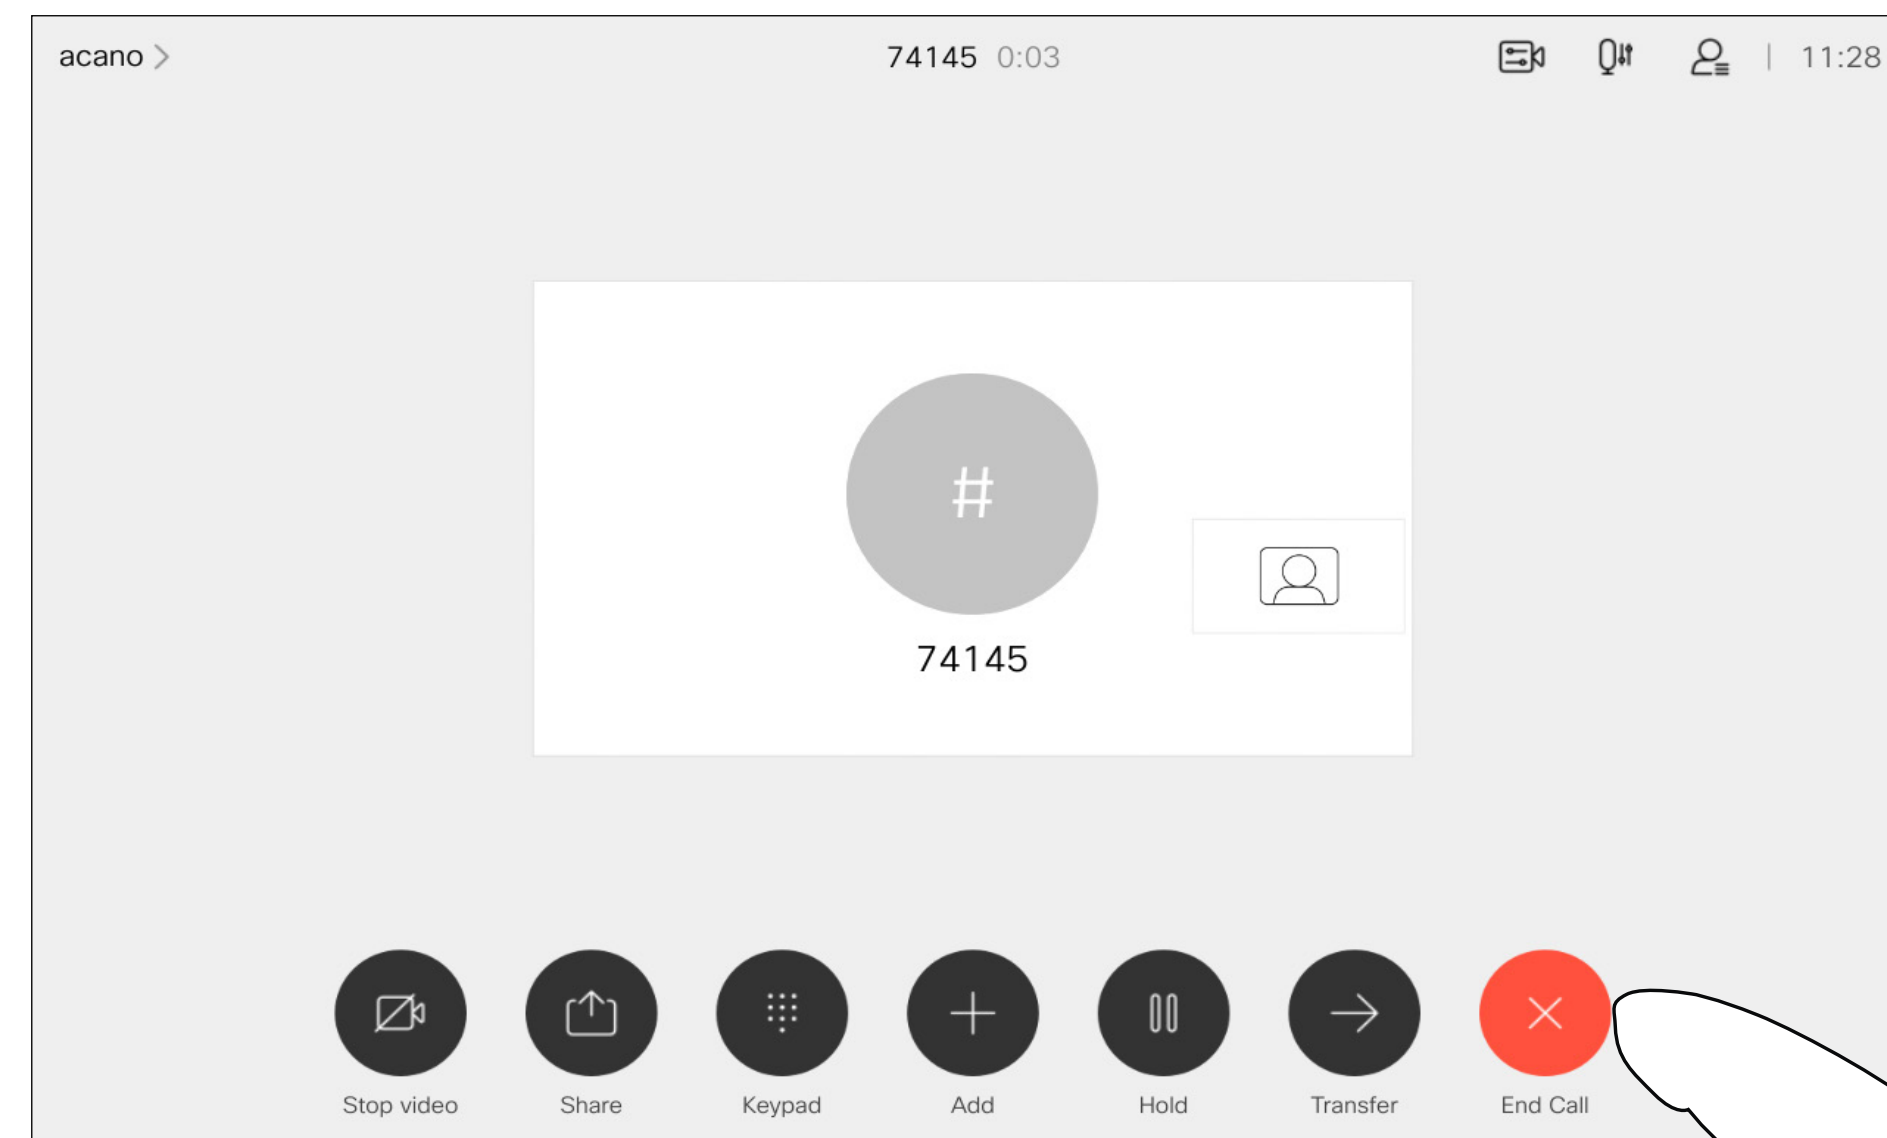 acano
74145 0:03
11:28
#
74145
Stop video
Share
Keypad
Add
Hold
Transfer
End Call